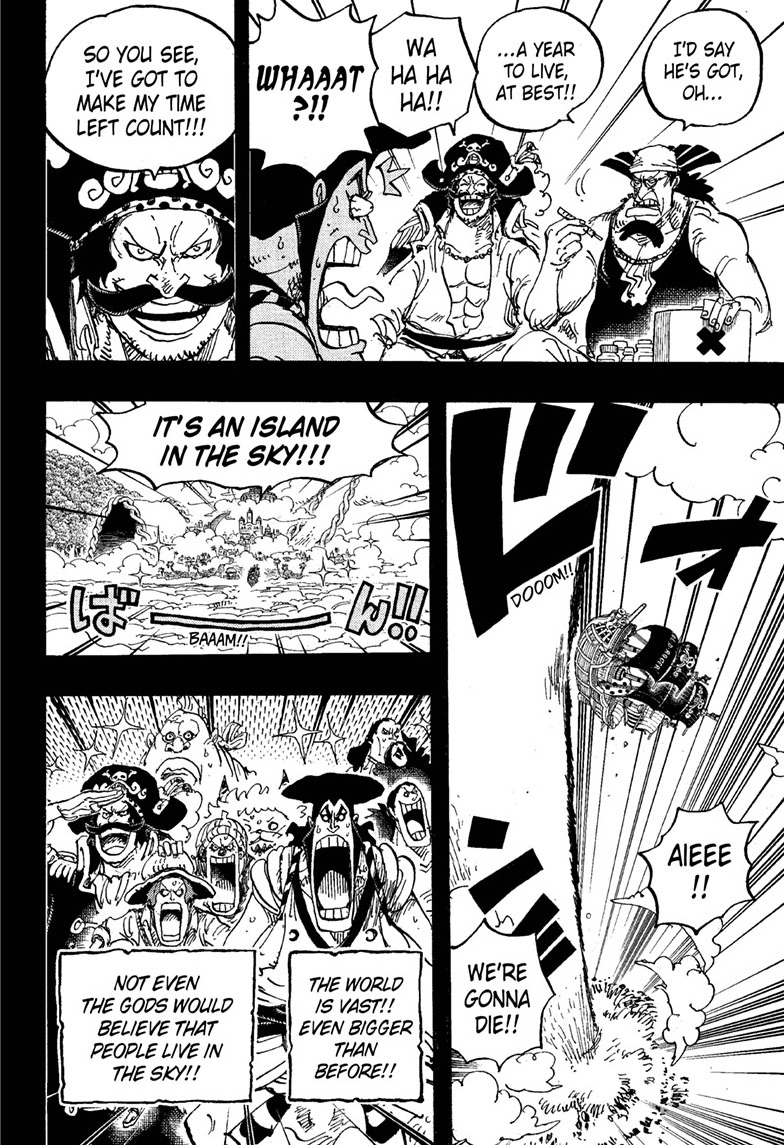 I'D SAY
HE'S GOT,
OH...
...A YEAR
TO LIVE,
AT BEST!!
WA
HA HA
HA!!
WHAAAT
?!!
SO YOU SEE,
I'VE GOT TO
MAKE MY TIME
LEFT COUNT!!!
ドオ
DOOOM!!
AIEEE
!!
WE'RE
GONNA
DIE!!
IT'S AN ISLAND
IN THE SKY!!!
ばーん!!
BAAAM!!
THE WORLD
IS VAST!!
EVEN BIGGER
THAN
BEFORE!!
NOT EVEN
THE GODS WOULD
BELIEVE THAT
PEOPLE LIVE IN
THE SKY!!